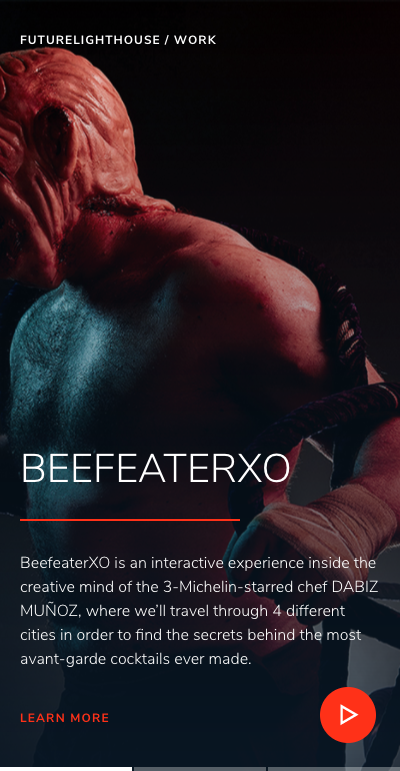 FUTURELIGHTHOUSE / WORK
BEEFEATERXO
BeefeaterXO is an interactive experience inside the
creative mind of the 3-Michelin-starred chef DABIZ
MUÑOZ, where we'll travel through 4 different
cities in order to find the secrets behind the most
avant-garde cocktails ever made.
LEARN MORE